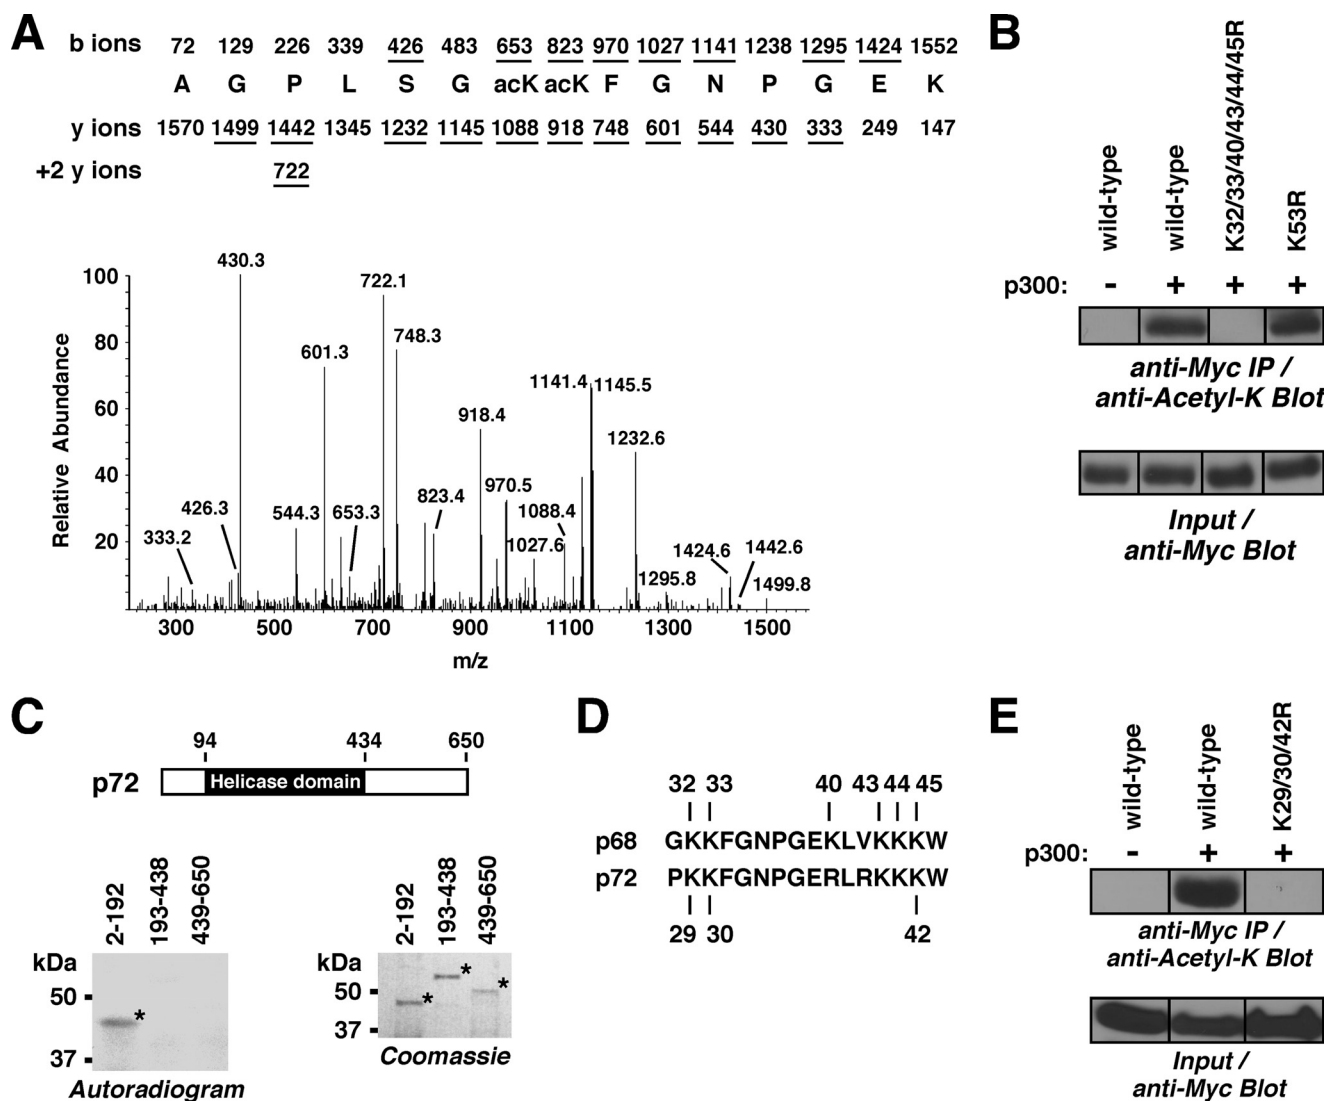 A
b ions 72 129 226 339 426 483 653 823 970 1027 1141 1238 1295 1424 1552
A G P L S G acK acK F G N P G E K
y ions 1570 1499 1442 1345 1232 1145 1088 918 748 601 544 430 333 249 147
+2 y ions 722
Relative Abundance
100
80
60
40
20
430.3
722.1
601.3
748.3
1141.4 1145.5
918.4
1232.6
970.5
426.3
544.3
653.3
823.4
1088.4
333.2
1027.6
1424.6
1442.6
1295.8
1499.8
300 500 700 900 1100 1300 1500
m/z
B
wild-type
wild-type
K32/33/40/43/44/45R
K53R
p300: - + + +
anti-Myc IP /
anti-Acetyl-K Blot
Input /
anti-Myc Blot
C
94 434 650
p72 Helicase domain
2-192
193-438
439-650
kDa
50
37
*
Autoradiogram
2-192
193-438
439-650
kDa
50
37
* * *
Coomassie
D
32 33 40 43 44 45
p68 GKKFGNPGEKLVKKKW
p72 PKKFGNPGERLRKKKW
29 30 42
E
wild-type
wild-type
K29/30/42R
p300: - + +
anti-Myc IP /
anti-Acetyl-K Blot
Input /
anti-Myc Blot